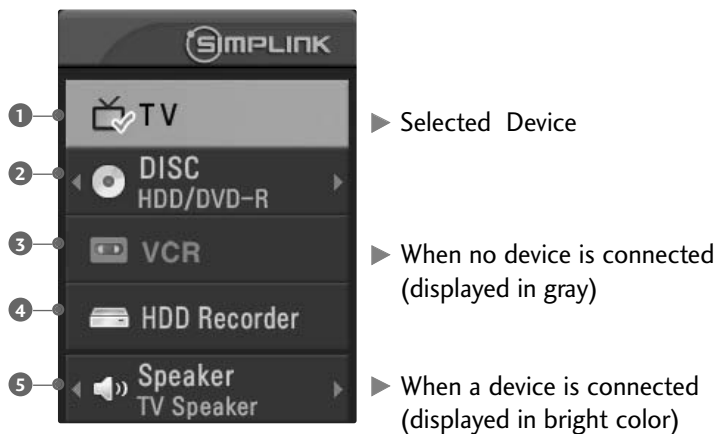 SIMPLINK
1 TV Selected Device
2 DISC
HDD/DVD-R
3 VCR When no device is connected
(displayed in gray)
4 HDD Recorder
5 Speaker When a device is connected
TV Speaker (displayed in bright color)